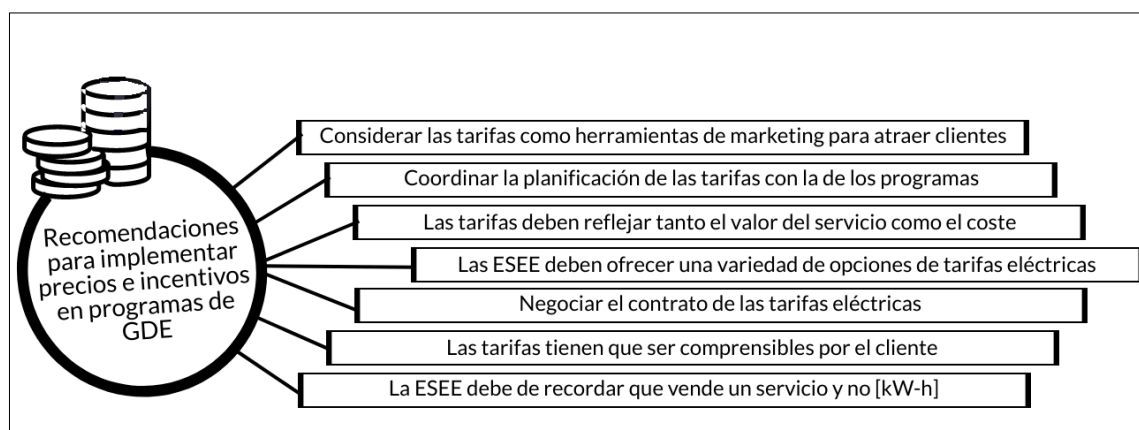 Recomendaciones
para implementar
precios e incentivos
en programas de
GDE
Considerar las tarifas como herramientas de marketing para atraer clientes
Coordinar la planificación de las tarifas con la de los programas
Las tarifas deben reflejar tanto el valor del servicio como el coste
Las ESEE deben ofrecer una variedad de opciones de tarifas eléctricas
Negociar el contrato de las tarifas eléctricas
Las tarifas tienen que ser comprensibles por el cliente
La ESEE debe de recordar que vende un servicio y no [kW-h]